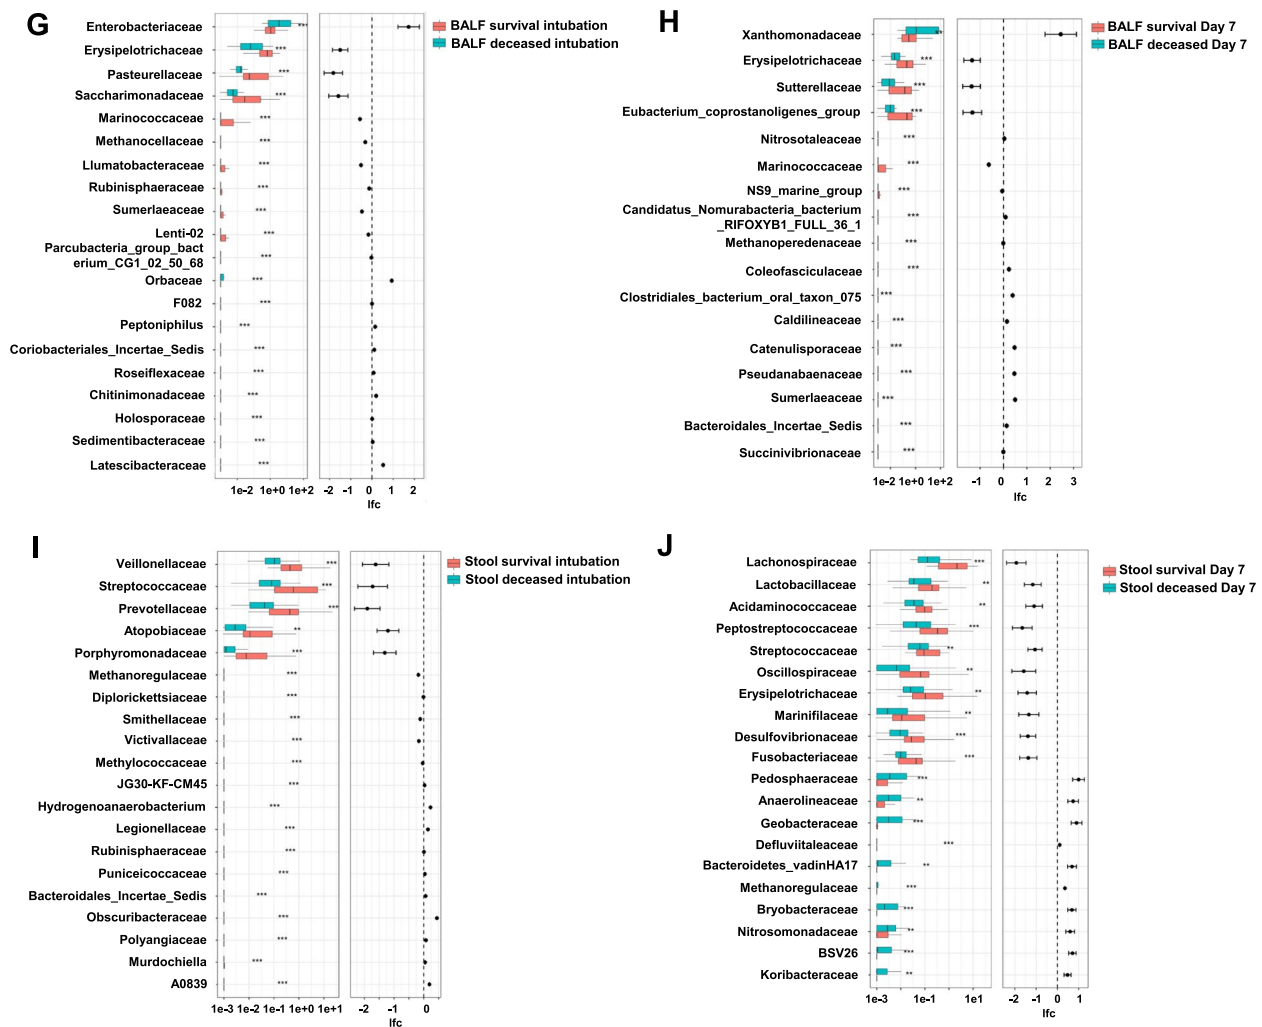 G
Enterobacteriaceae ***
Erysipelotrichaceae ***
Pasteurellaceae ***
Saccharimonadaceae ***
Marinococcaceae ***
Methanocellaceae ***
Llumatobacteraceae ***
Rubinisphaeraceae ***
Sumerlaeaceae ***
Lenti-02 ***
Parcubacteria_group_bact
erium_CG1_02_50_68 ***
Orbaceae ***
F082 ***
Peptoniphilus ***
Coriobacteriales_Incertae_Sedis ***
Roseiflexaceae ***
Chitinimonadaceae ***
Holosporaceae ***
Sedimentibacteraceae ***
Latescibacteraceae ***
1e-2 1e+0 1e+2 -2 -1 0 1 2
lfc
BALF survival intubation
BALF deceased intubation
H
Xanthomonadaceae **
Erysipelotrichaceae ***
Sutterellaceae ***
Eubacterium_coprostanoligenes_group ***
Nitrosotaleaceae ***
Marinococcaceae ***
NS9_marine_group ***
Candidatus_Nomurabacteria_bacterium
_RIFOXYB1_FULL_36_1 ***
Methanoperedenaceae ***
Coleofasciculaceae ***
Clostridiales_bacterium_oral_taxon_075 ***
Caldilineaceae ***
Catenulisporaceae ***
Pseudanabaenaceae ***
Sumerlaeaceae ***
Bacteroidales_Incertae_Sedis ***
Succinivibrionaceae ***
1e-2 1e+0 1e+2 -1 0 1 2 3
lfc
BALF survival Day 7
BALF deceased Day 7
I
Veillonellaceae ***
Streptococcaceae ***
Prevotellaceae ***
Atopobiaceae **
Porphyromonadaceae ***
Methanoregulaceae ***
Diplorickettsiaceae ***
Smithellaceae ***
Victivallaceae ***
Methylococcaceae ***
JG30-KF-CM45 ***
Hydrogenoanaerobacterium ***
Legionellaceae ***
Rubinisphaeraceae ***
Puniceicoccaceae ***
Bacteroidales_Incertae_Sedis ***
Obscuribacteraceae ***
Polyangiaceae ***
Murdochiella ***
A0839 ***
1e-3 1e-2 1e-1 1e+0 1e+1 -2 -1 0
lfc
Stool survival intubation
Stool deceased intubation
J
Lachonospiraceae ***
Lactobacillaceae **
Acidaminococcaceae **
Peptostreptococcaceae ***
Streptococcaceae **
Oscillospiraceae **
Erysipelotrichaceae **
Marinifilaceae **
Desulfovibrionaceae ***
Fusobacteriaceae ***
Pedosphaeraceae ***
Anaerolineaceae **
Geobacteraceae ***
Defluviitaleaceae ***
Bacteroidetes_vadinHA17 **
Methanoregulaceae ***
Bryobacteraceae ***
Nitrosomonadaceae **
BSV26 ***
Koribacteraceae **
1e-3 1e-1 1e1 -2 -1 0 1
lfc
Stool survival Day 7
Stool deceased Day 7